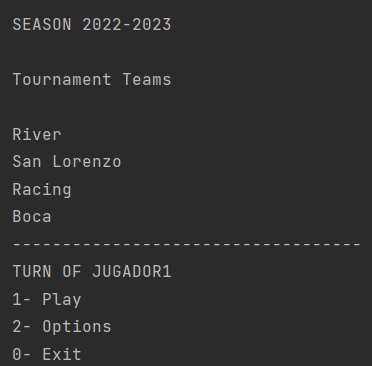 SEASON 2022-2023
Tournament Teams
River
San Lorenzo
Racing
Boca
-----------------------------------
TURN OF JUGADOR1
1- Play
2- Options
0- Exit